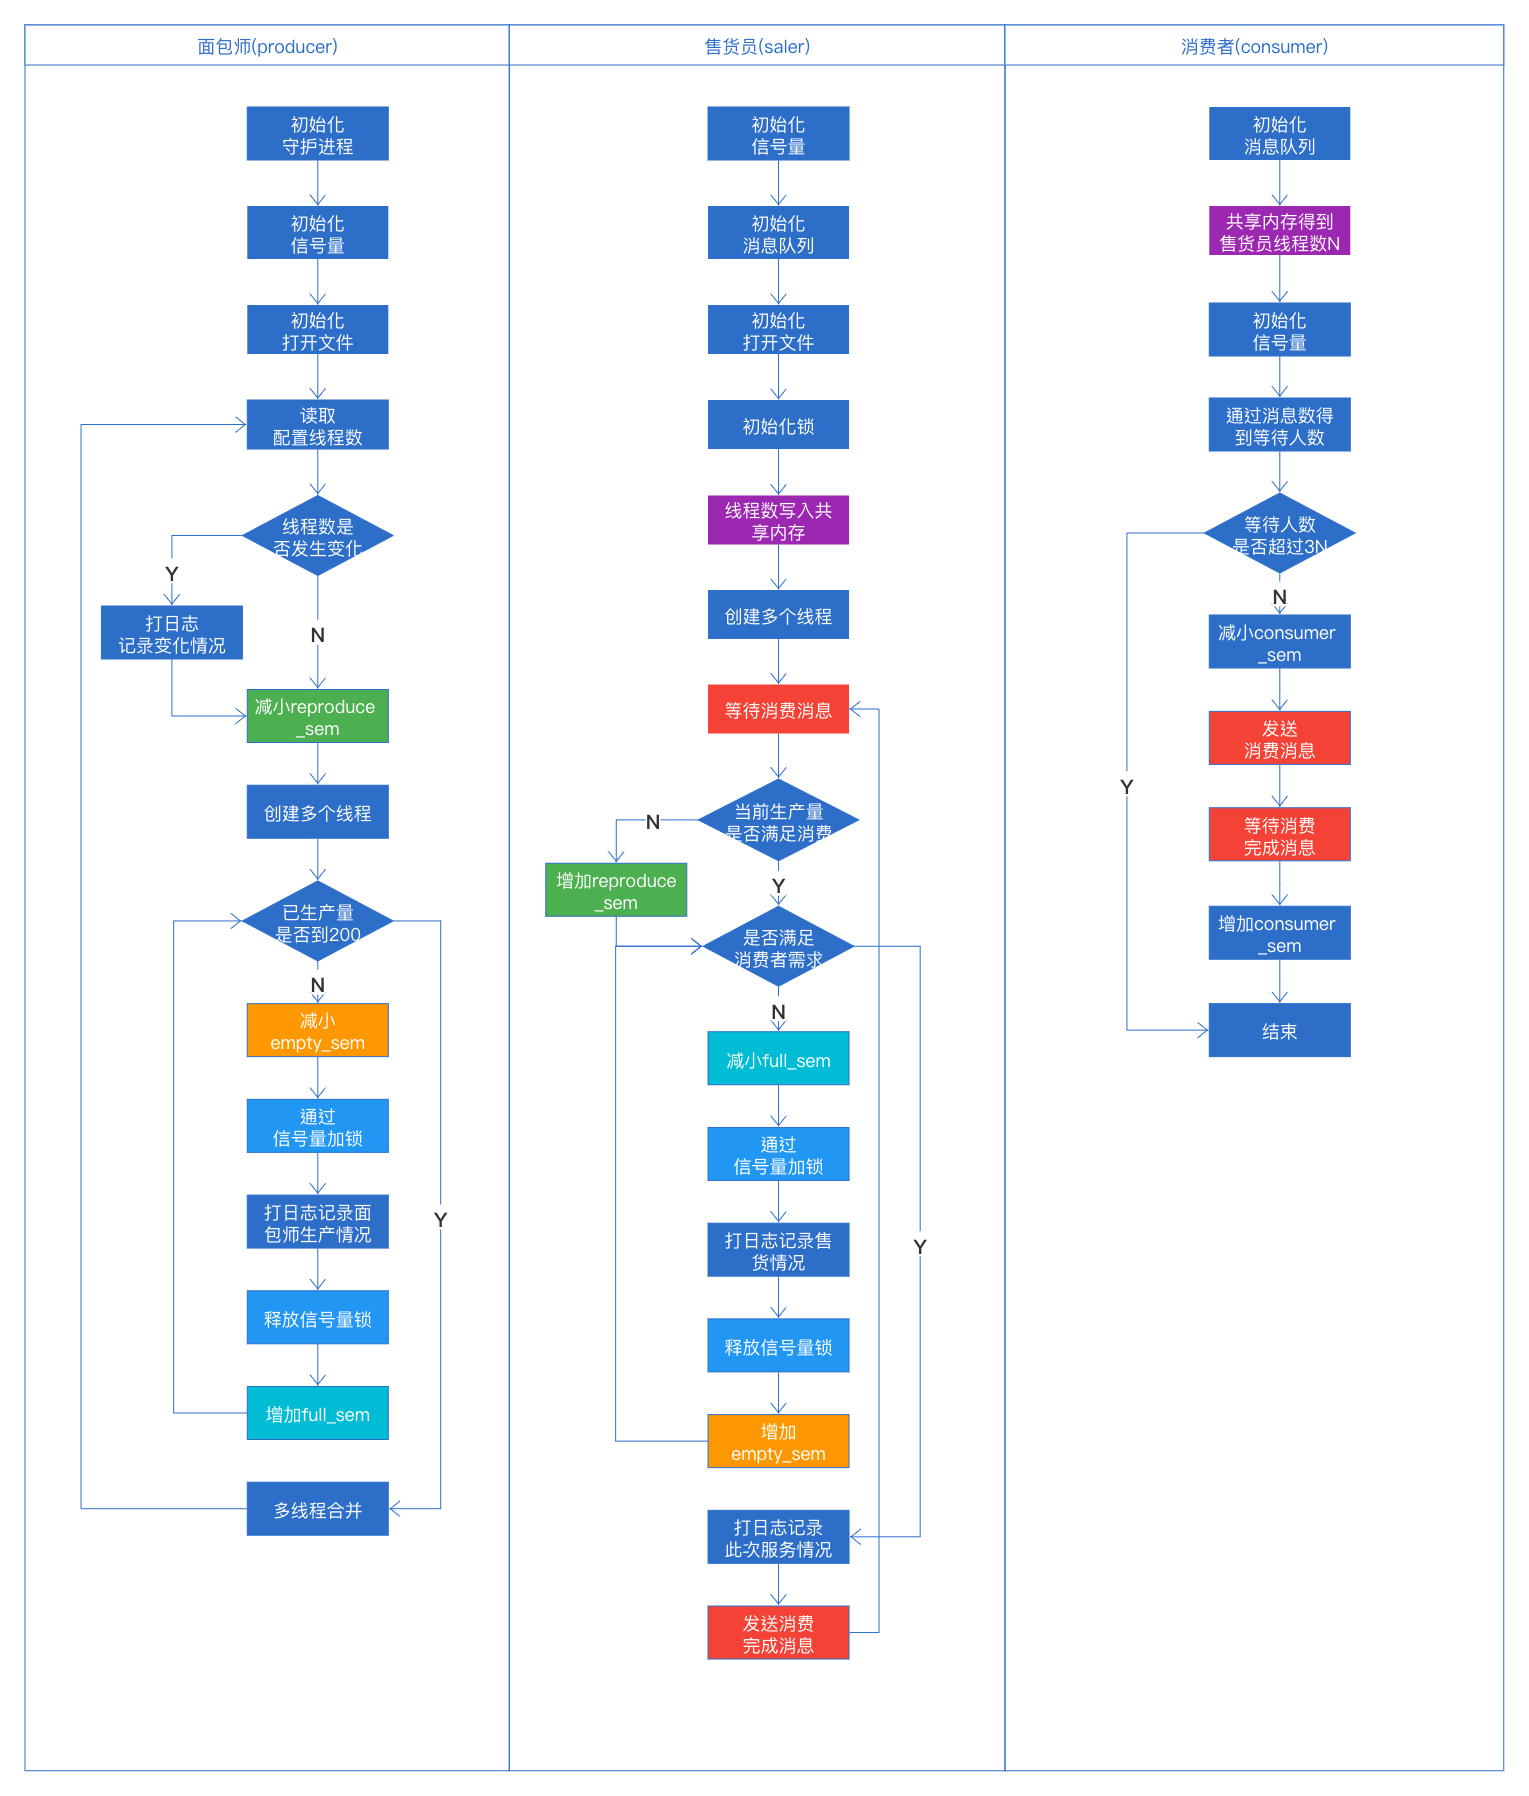 面包师(producer)
售货员(saler)
消费者(consumer)
初始化
守护进程
初始化
信号量
初始化
打开文件
读取
配置线程数
线程数是
否发生变化
Y
打日志
记录变化情况
N
减小reproduce
_sem
创建多个线程
已生产量
是否到200
N
减小
empty_sem
通过
信号量加锁
打日志记录面
包师生产情况
Y
释放信号量锁
增加full_sem
多线程合并
初始化
信号量
初始化
消息队列
初始化
打开文件
初始化锁
线程数写入共
享内存
创建多个线程
等待消费消息
当前生产量
是否满足消费
N
增加reproduce
_sem
Y
是否满足
消费者需求
N
减小full_sem
通过
信号量加锁
打日志记录售
货情况
Y
释放信号量锁
增加
empty_sem
打日志记录
此次服务情况
发送消费
完成消息
初始化
消息队列
共享内存得到
售货员线程数N
初始化
信号量
通过消息数得
到等待人数
等待人数
是否超过3N
N
减小consumer
_sem
发送
消费消息
Y
等待消费
完成消息
增加consumer
_sem
结束